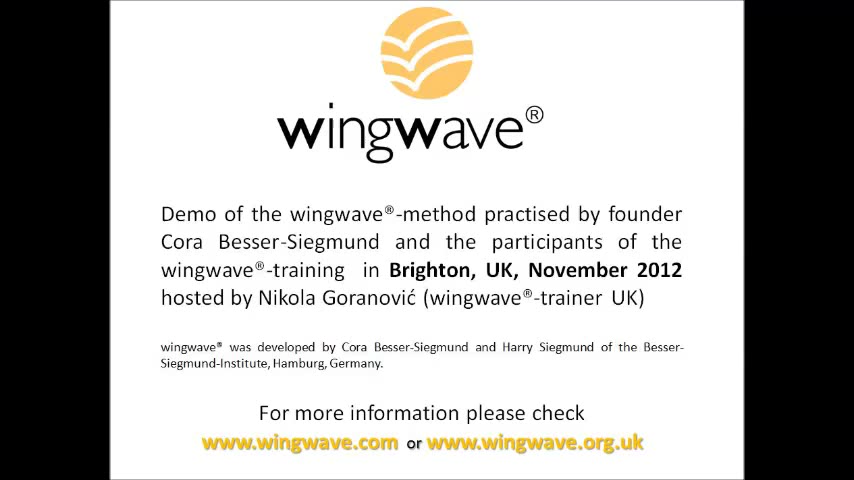 wingwave®
Demo of the wingwave®-method practised by founder
Cora Besser-Siegmund and the participants of the
wingwave®-training in Brighton, UK, November 2012
hosted by Nikola Goranović (wingwave®-trainer UK)
wingwave® was developed by Cora Besser-Siegmund and Harry Siegmund of the Besser-
Siegmund-Institute, Hamburg, Germany.
For more information please check
www.wingwave.com or www.wingwave.org.uk